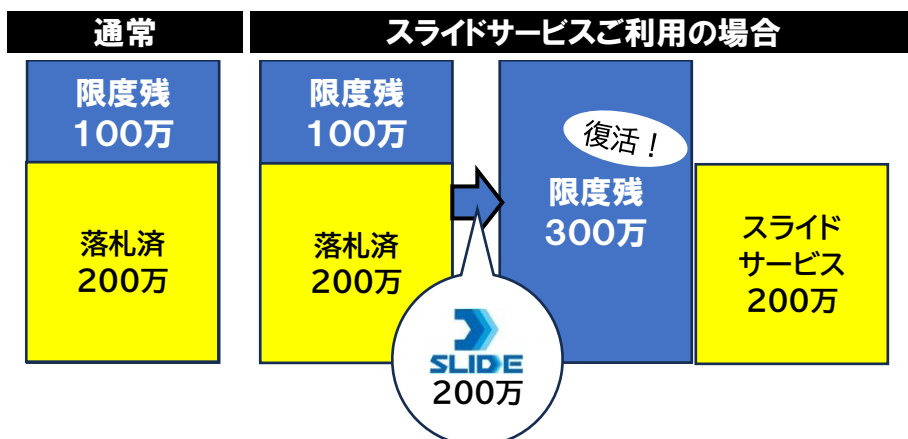 通常
スライドサービスご利用の場合
限度残
100万
落札済
200万
限度残
100万
落札済
200万
SLIDE
200万
復活！
限度残
300万
スライド
サービス
200万